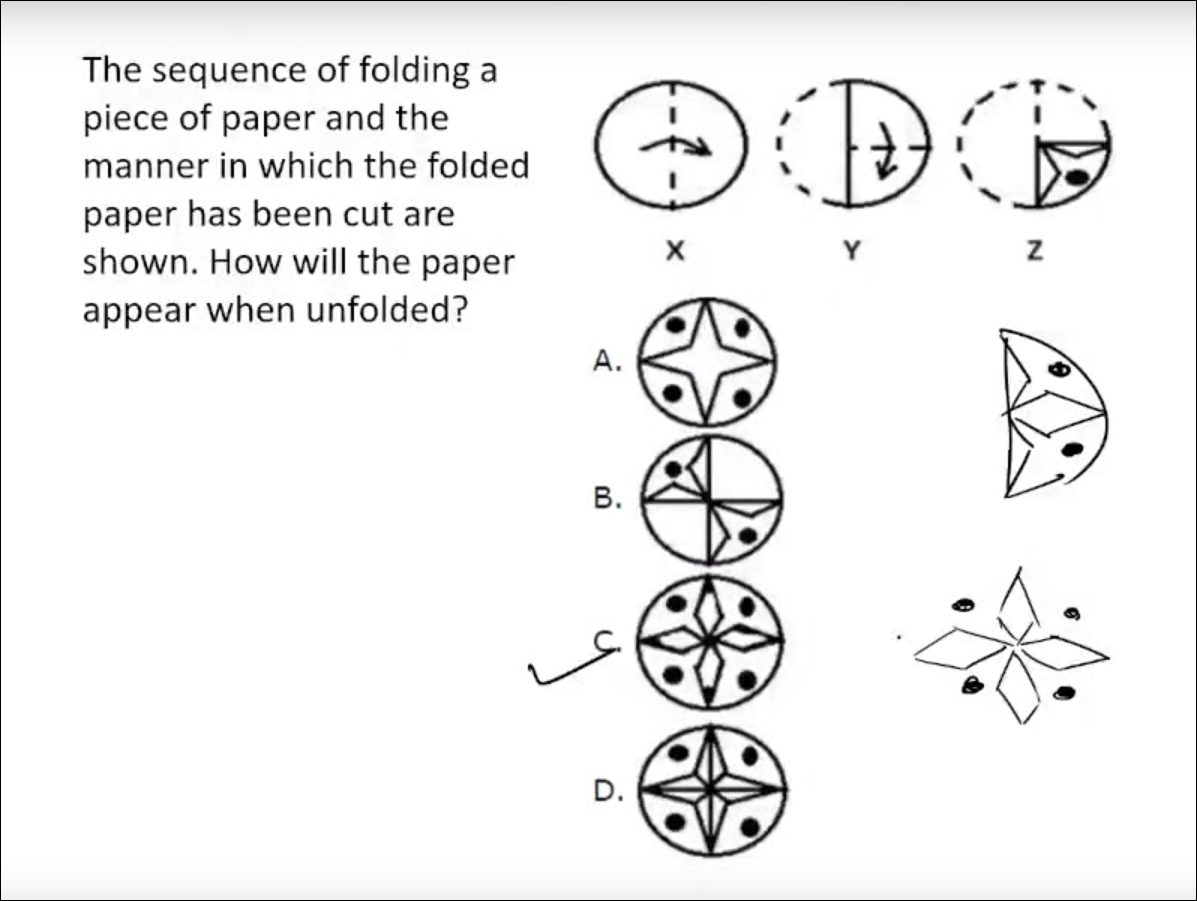 The sequence of folding a
piece of paper and the
manner in which the folded
paper has been cut are
shown. How will the paper
appear when unfolded?
X Y Z
A.
B.
C.
D.